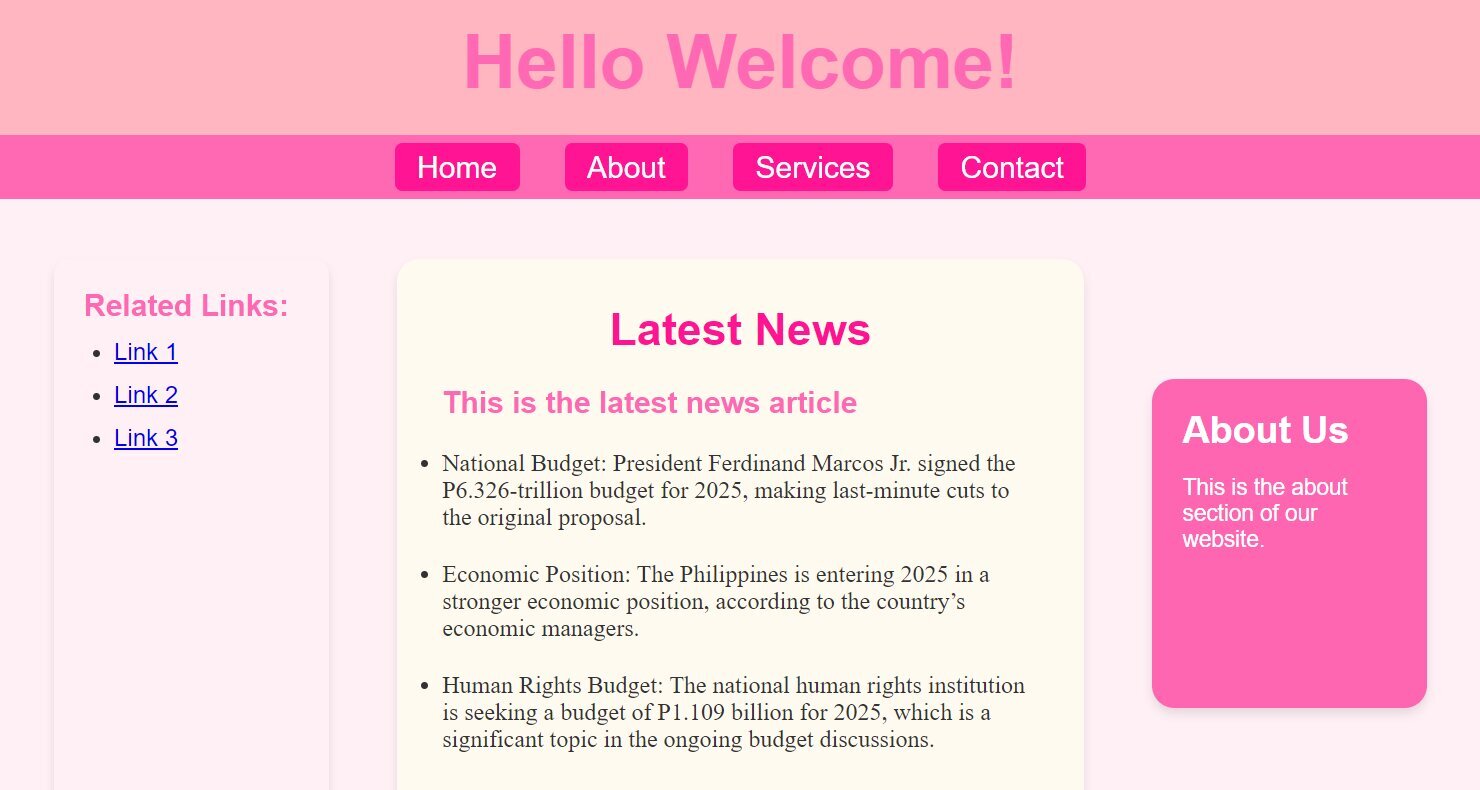 Hello Welcome!
Home About Services Contact
Related Links:
• Link 1
• Link 2
• Link 3
Latest News
This is the latest news article
• National Budget: President Ferdinand Marcos Jr. signed the
P6.326-trillion budget for 2025, making last-minute cuts to
the original proposal.
• Economic Position: The Philippines is entering 2025 in a
stronger economic position, according to the country’s
economic managers.
• Human Rights Budget: The national human rights institution
is seeking a budget of P1.109 billion for 2025, which is a
significant topic in the ongoing budget discussions.
About Us
This is the about
section of our
website.